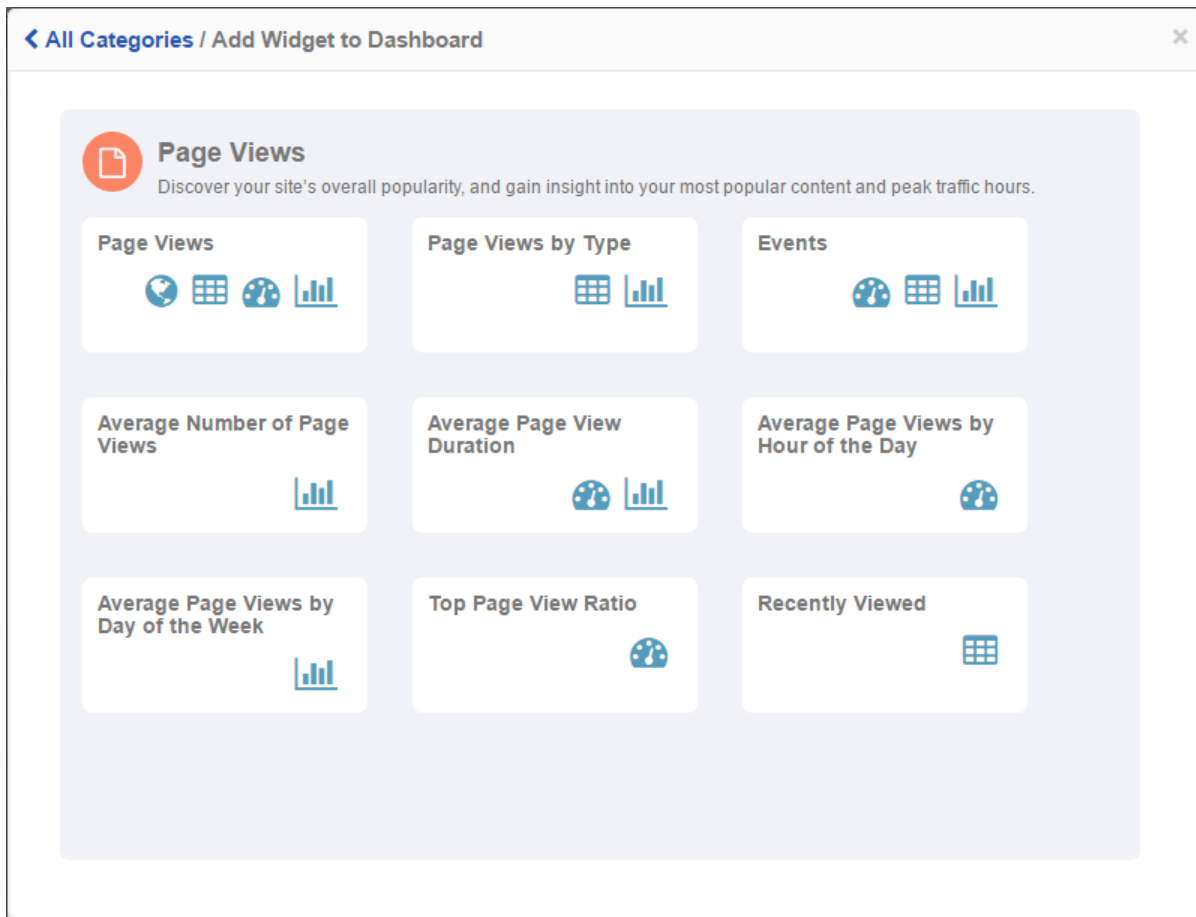 All Categories / Add Widget to Dashboard
Page Views
Discover your site's overall popularity, and gain insight into your most popular content and peak traffic hours.
Page Views
Page Views by Type
Events
Average Number of Page
Views
Average Page View
Duration
Average Page Views by
Hour of the Day
Average Page Views by
Day of the Week
Top Page View Ratio
Recently Viewed